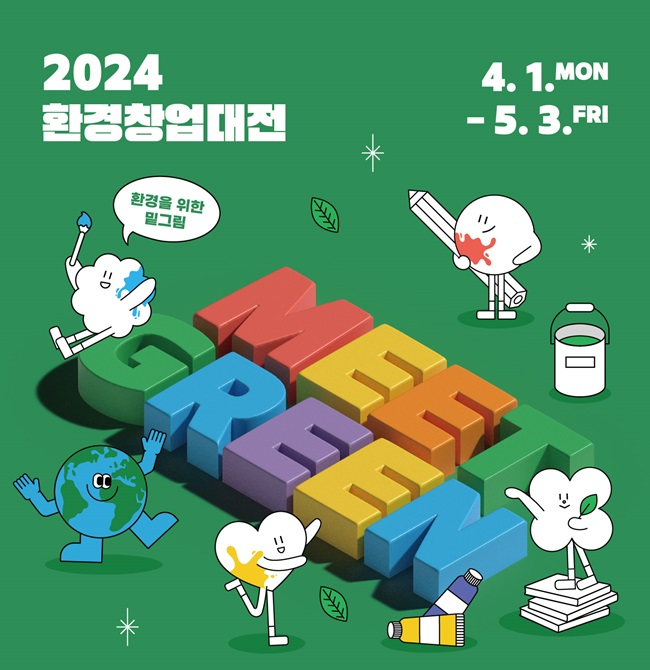 2024
환경창업대전
4. 1.MON
– 5. 3.FRI
환경을 위한
밑그림
MEET
GREEN